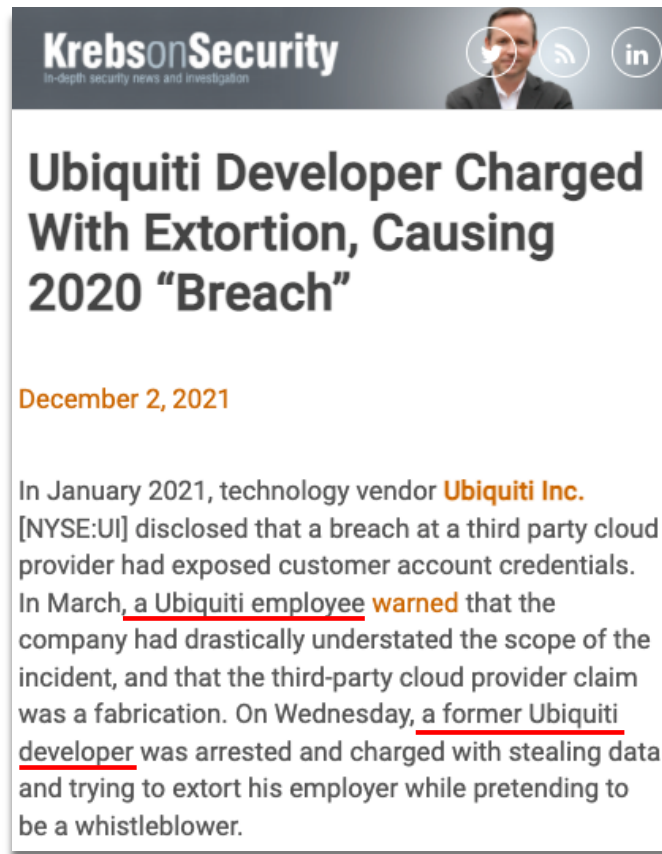 KrebsonSecurity
In-depth security news and investigation
in
Ubiquiti Developer Charged
With Extortion, Causing
2020 “Breach”
December 2, 2021
In January 2021, technology vendor Ubiquiti Inc.
[NYSE:UI] disclosed that a breach at a third party cloud
provider had exposed customer account credentials.
In March, a Ubiquiti employee warned that the
company had drastically understated the scope of the
incident, and that the third-party cloud provider claim
was a fabrication. On Wednesday, a former Ubiquiti
developer was arrested and charged with stealing data
and trying to extort his employer while pretending to
be a whistleblower.